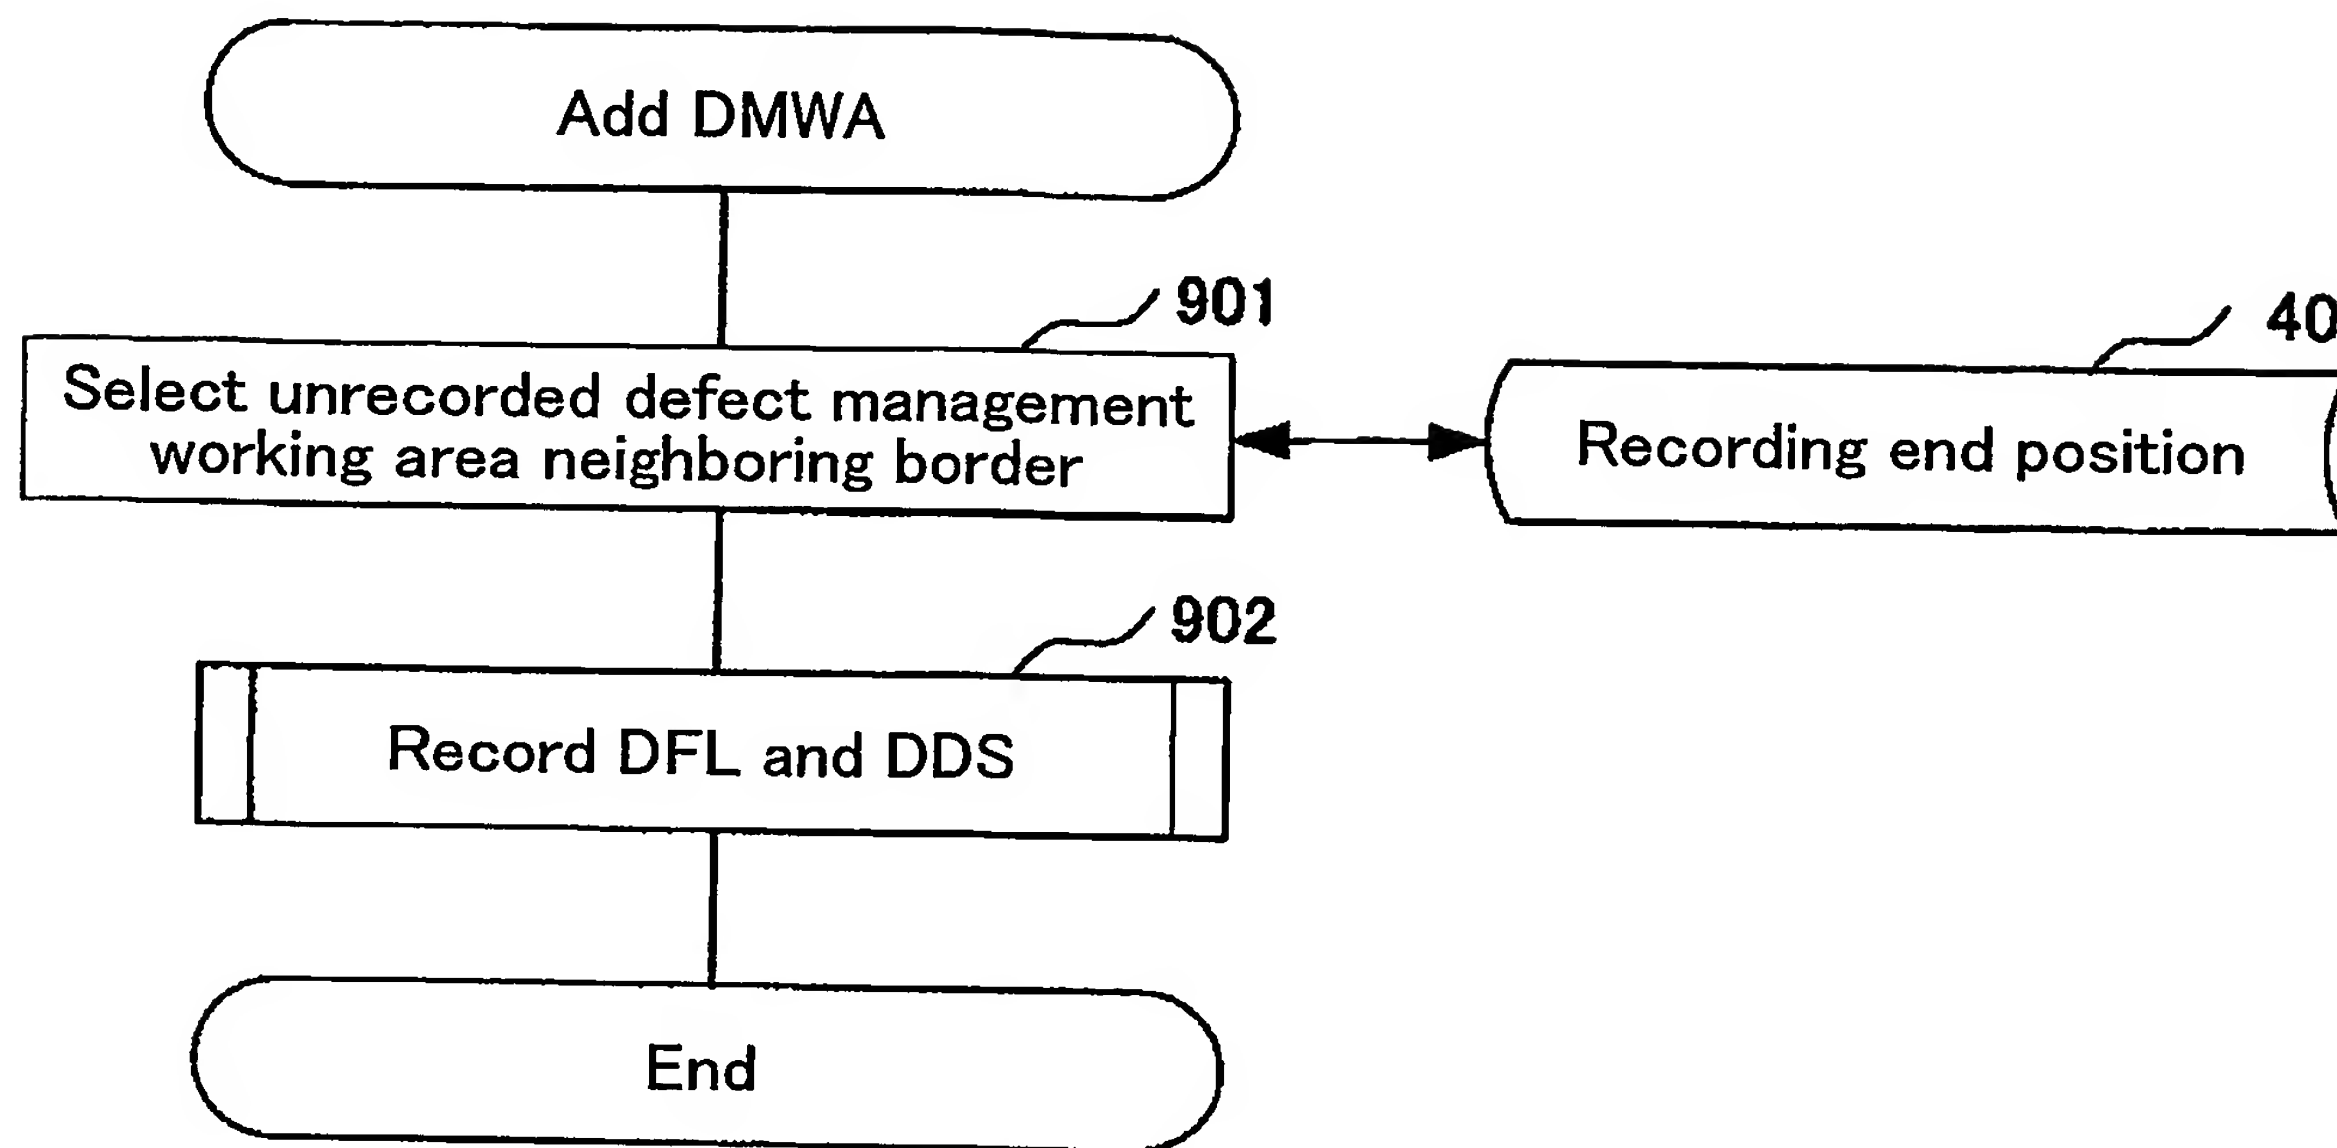 Add DMWA
901
Select unrecorded defect management
working area neighboring border
40
Recording end position
902
Record DFL and DDS
End